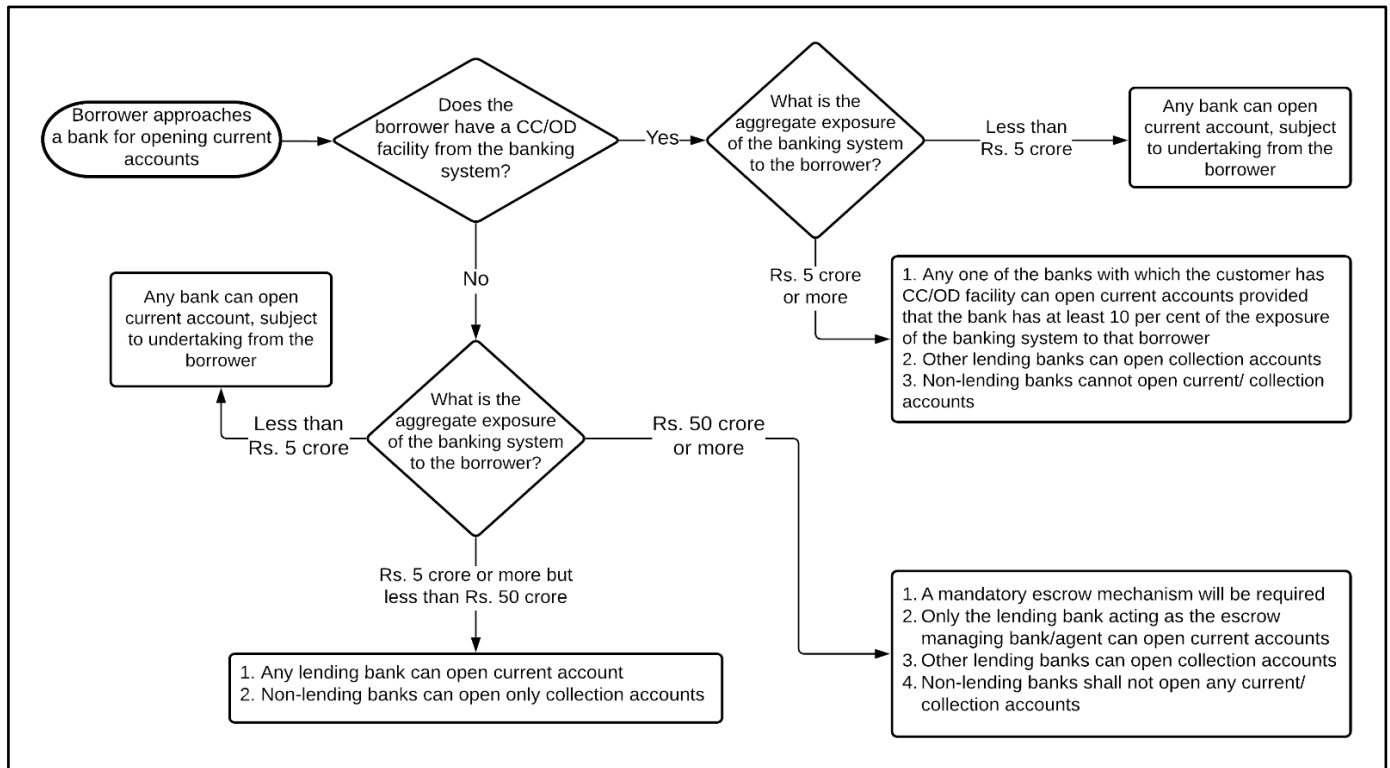 Borrower approaches
a bank for opening current
accounts
Does the
borrower have a CC/OD
facility from the banking
system?
Yes
What is the
aggregate exposure
of the banking system
to the borrower?
Less than
Rs. 5 crore
Any bank can open
current account, subject
to undertaking from the
borrower
Rs. 5 crore
or more
1. Any one of the banks with which the customer has
CC/OD facility can open current accounts provided
that the bank has at least 10 per cent of the exposure
of the banking system to that borrower
2. Other lending banks can open collection accounts
3. Non-lending banks cannot open current/ collection
accounts
No
What is the
aggregate exposure
of the banking system
to the borrower?
Less than
Rs. 5 crore
Any bank can open
current account, subject
to undertaking from the
borrower
Rs. 5 crore or more but
less than Rs. 50 crore
1. Any lending bank can open current account
2. Non-lending banks can open only collection accounts
Rs. 50 crore
or more
1. A mandatory escrow mechanism will be required
2. Only the lending bank acting as the escrow
managing bank/agent can open current accounts
3. Other lending banks can open collection accounts
4. Non-lending banks shall not open any current/
collection accounts